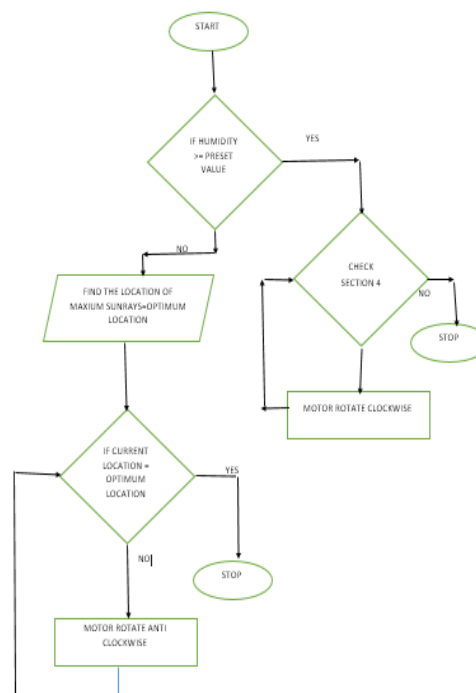 START
IF HUMIDITY
>= PRESET
VALUE
YES
NO
CHECK
SECTION 4
NO
STOP
MOTOR ROTATE CLOCKWISE
FIND THE LOCATION OF
MAXIUM SUNRAYS=OPTIMUM
LOCATION
IF CURRENT
LOCATION =
OPTIMUM
LOCATION
YES
STOP
NO
MOTOR ROTATE ANTI
CLOCKWISE